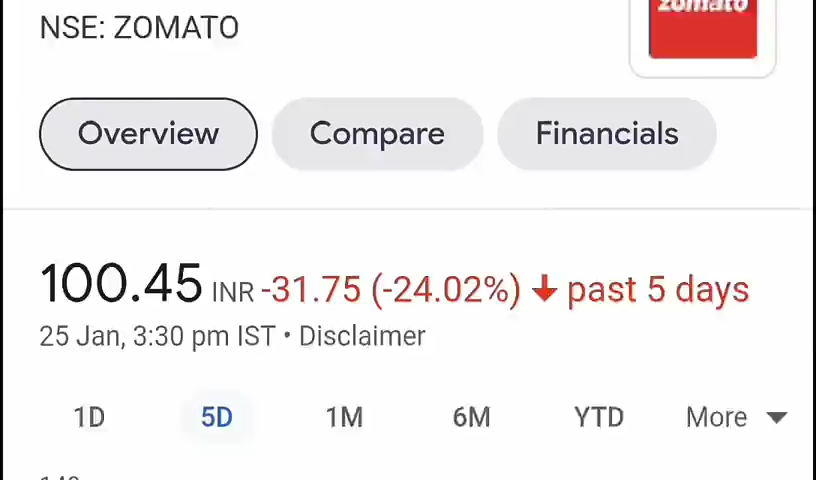 NSE: ZOMATO
zomato
Overview Compare Financials
100.45 INR -31.75 (-24.02%) ↓ past 5 days
25 Jan, 3:30 pm IST • Disclaimer
1D 5D 1M 6M YTD More